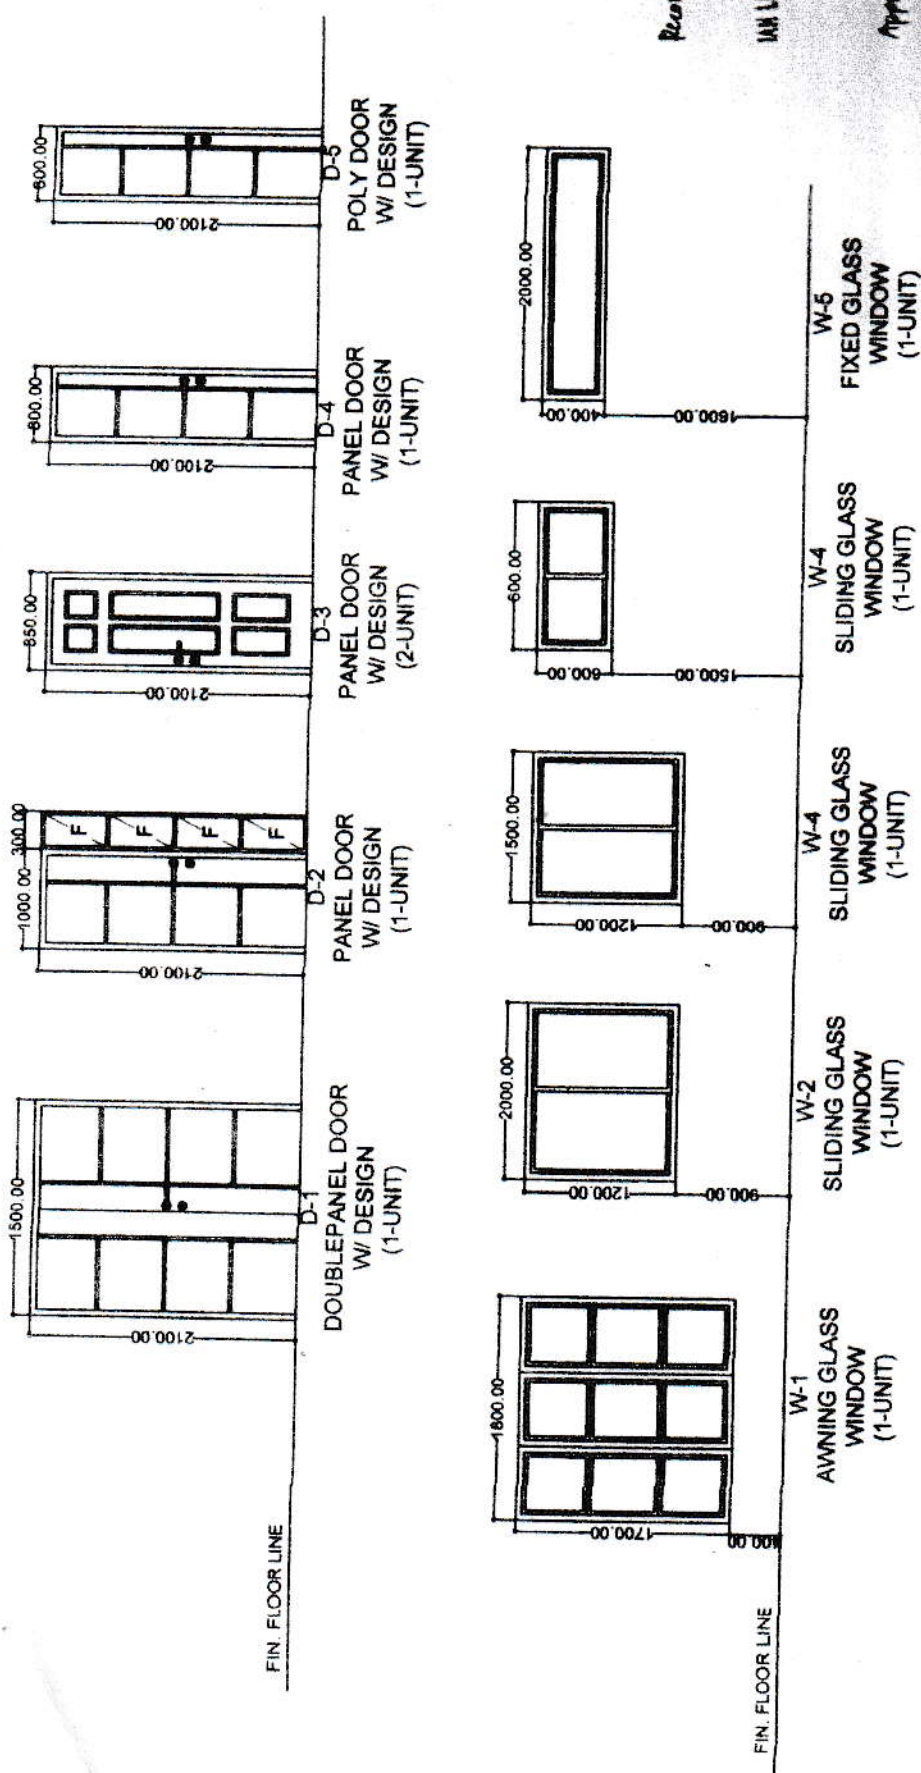 1500.00
2100.00
D-1
DOUBLEPANEL DOOR
W/ DESIGN
(1-UNIT)
1000.00
300.00
2100.00
F
F
F
F
D-2
PANEL DOOR
W/ DESIGN
(1-UNIT)
850.00
2100.00
D-3
PANEL DOOR
W/ DESIGN
(2-UNIT)
800.00
2100.00
D-4
PANEL DOOR
W/ DESIGN
(1-UNIT)
600.00
2100.00
D-5
POLY DOOR
W/ DESIGN
(1-UNIT)
FIN. FLOOR LINE
1800.00
1700.00
400.00
W-1
AWNING GLASS
WINDOW
(1-UNIT)
2000.00
1200.00
900.00
W-2
SLIDING GLASS
WINDOW
(1-UNIT)
1500.00
1200.00
900.00
W-4
SLIDING GLASS
WINDOW
(1-UNIT)
600.00
600.00
1500.00
W-4
SLIDING GLASS
WINDOW
(1-UNIT)
2000.00
400.00
1600.00
W-5
FIXED GLASS
WINDOW
(1-UNIT)
FIN. FLOOR LINE